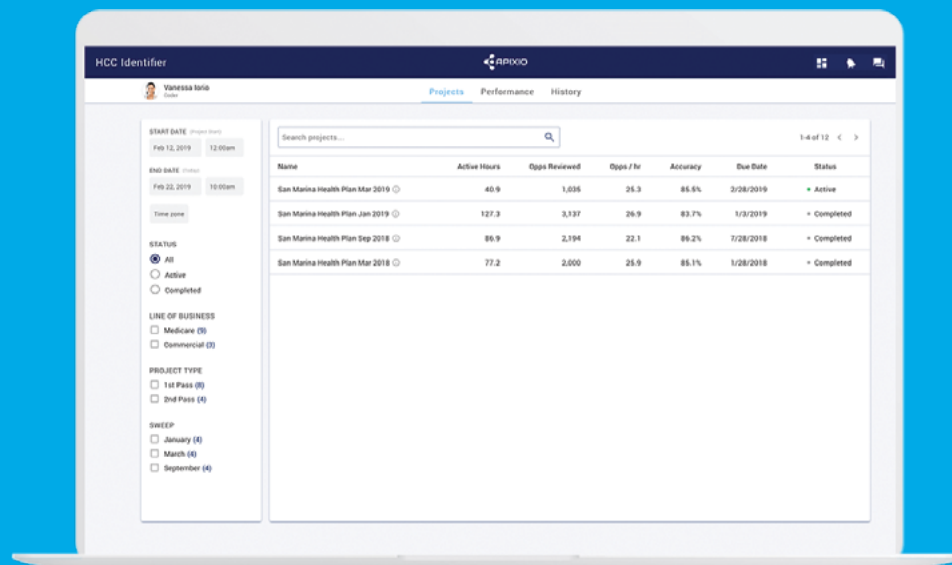 HCC Identifier
APIXIO
Vanessa Iorio
Coder
Projects Performance History
START DATE (Project Start)
Feb 12, 2019 12:00am
END DATE (Today)
Feb 22, 2019 10:00am
Time zone
STATUS
All
Active
Completed
LINE OF BUSINESS
Medicare (9)
Commercial (3)
PROJECT TYPE
1st Pass (8)
2nd Pass (4)
SWEEP
January (4)
March (4)
September (4)
Search projects...
1-4 of 12
Name Active Hours Opps Reviewed Opps / hr Accuracy Due Date Status
San Marina Health Plan Mar 2019 40.9 1,035 25.3 85.5% 2/28/2019 Active
San Marina Health Plan Jan 2019 127.3 3,137 26.9 83.7% 1/3/2019 Completed
San Marina Health Plan Sep 2018 86.9 2,194 22.1 86.2% 7/28/2018 Completed
San Marina Health Plan Mar 2018 77.2 2,000 25.9 85.1% 1/28/2018 Completed